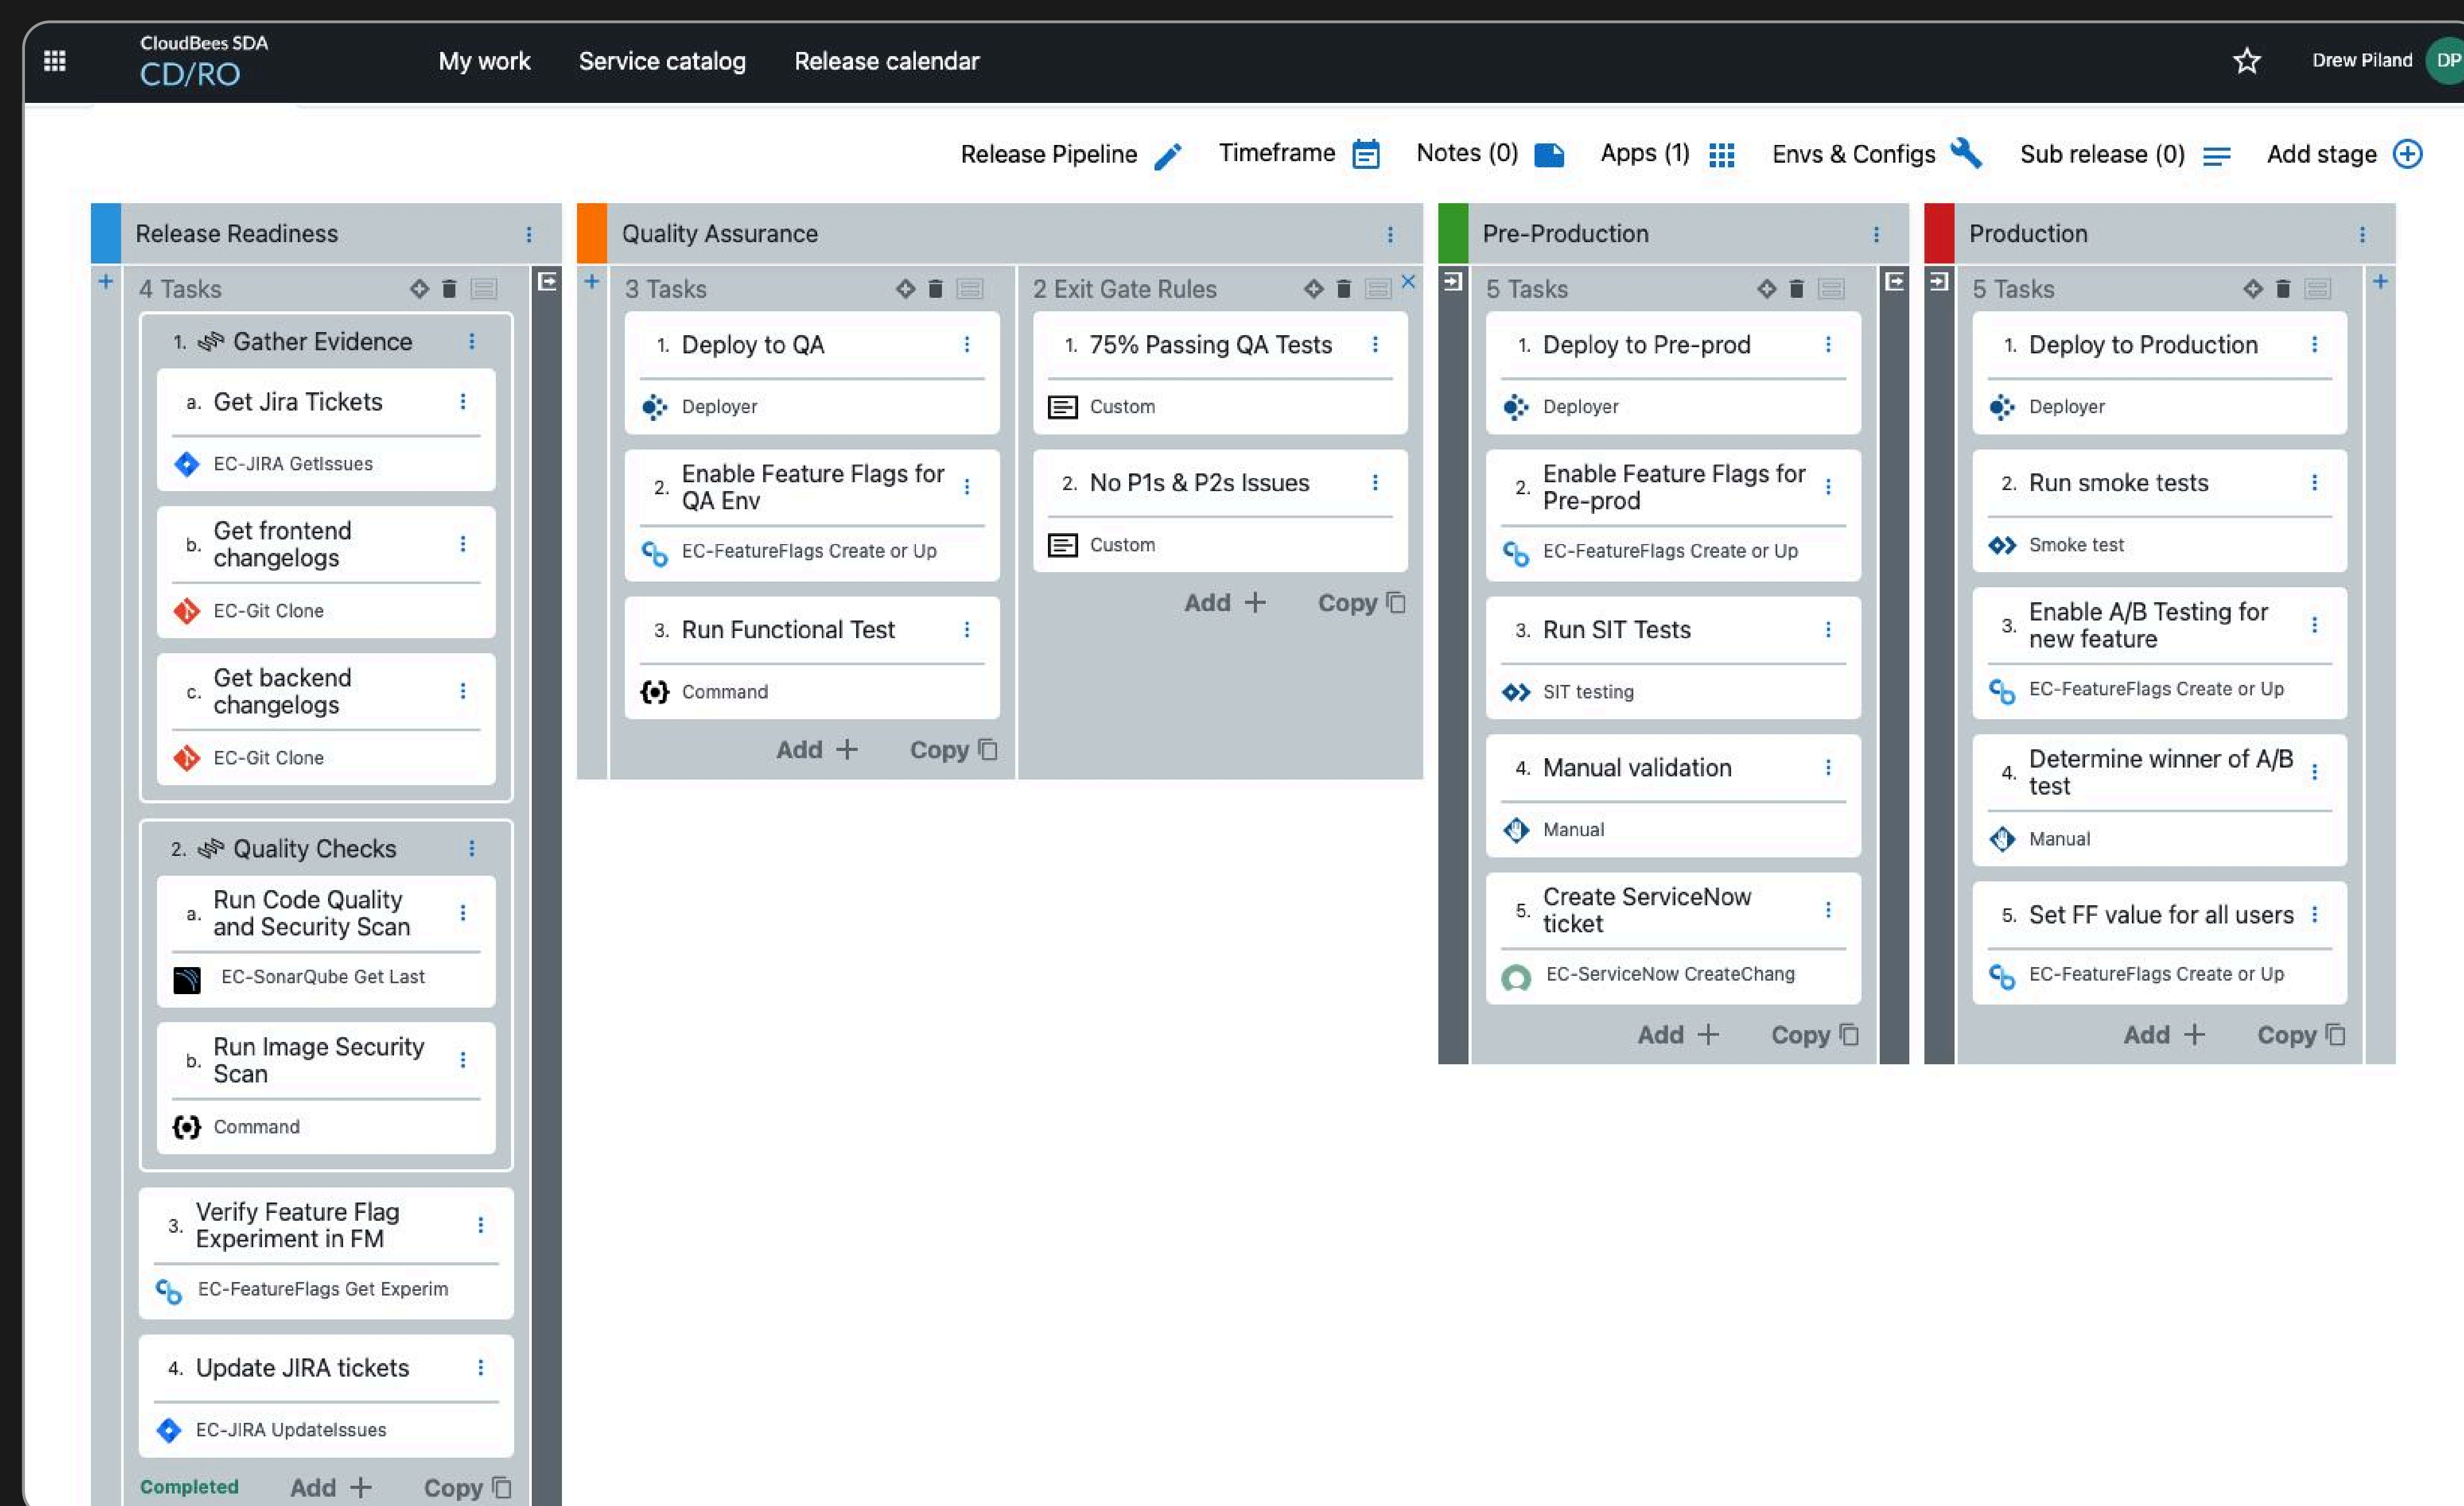 CloudBees SDA
CD/RO
My work
Service catalog
Release calendar
Drew Piland
DP
Release Pipeline
Timeframe
Notes (0)
Apps (1)
Envs & Configs
Sub release (0)
Add stage
Release Readiness
4 Tasks
1. Gather Evidence
a. Get Jira Tickets
EC-JIRA GetIssues
b. Get frontend
changelogs
EC-Git Clone
c. Get backend
changelogs
EC-Git Clone
2. Quality Checks
a. Run Code Quality
and Security Scan
EC-SonarQube Get Last
b. Run Image Security
Scan
Command
3. Verify Feature Flag
Experiment in FM
EC-FeatureFlags Get Experim
4. Update JIRA tickets
EC-JIRA UpdateIssues
Completed
Add
Copy
Quality Assurance
3 Tasks
1. Deploy to QA
Deployer
2. Enable Feature Flags for
QA Env
EC-FeatureFlags Create or Up
3. Run Functional Test
Command
Add
Copy
2 Exit Gate Rules
1. 75% Passing QA Tests
Custom
2. No P1s & P2s Issues
Custom
Add
Copy
Pre-Production
5 Tasks
1. Deploy to Pre-prod
Deployer
2. Enable Feature Flags for
Pre-prod
EC-FeatureFlags Create or Up
3. Run SIT Tests
SIT testing
4. Manual validation
Manual
5. Create ServiceNow
ticket
EC-ServiceNow CreateChang
Add
Copy
Production
5 Tasks
1. Deploy to Production
Deployer
2. Run smoke tests
Smoke test
3. Enable A/B Testing for
new feature
EC-FeatureFlags Create or Up
4. Determine winner of A/B
test
Manual
5. Set FF value for all users
EC-FeatureFlags Create or Up
Add
Copy